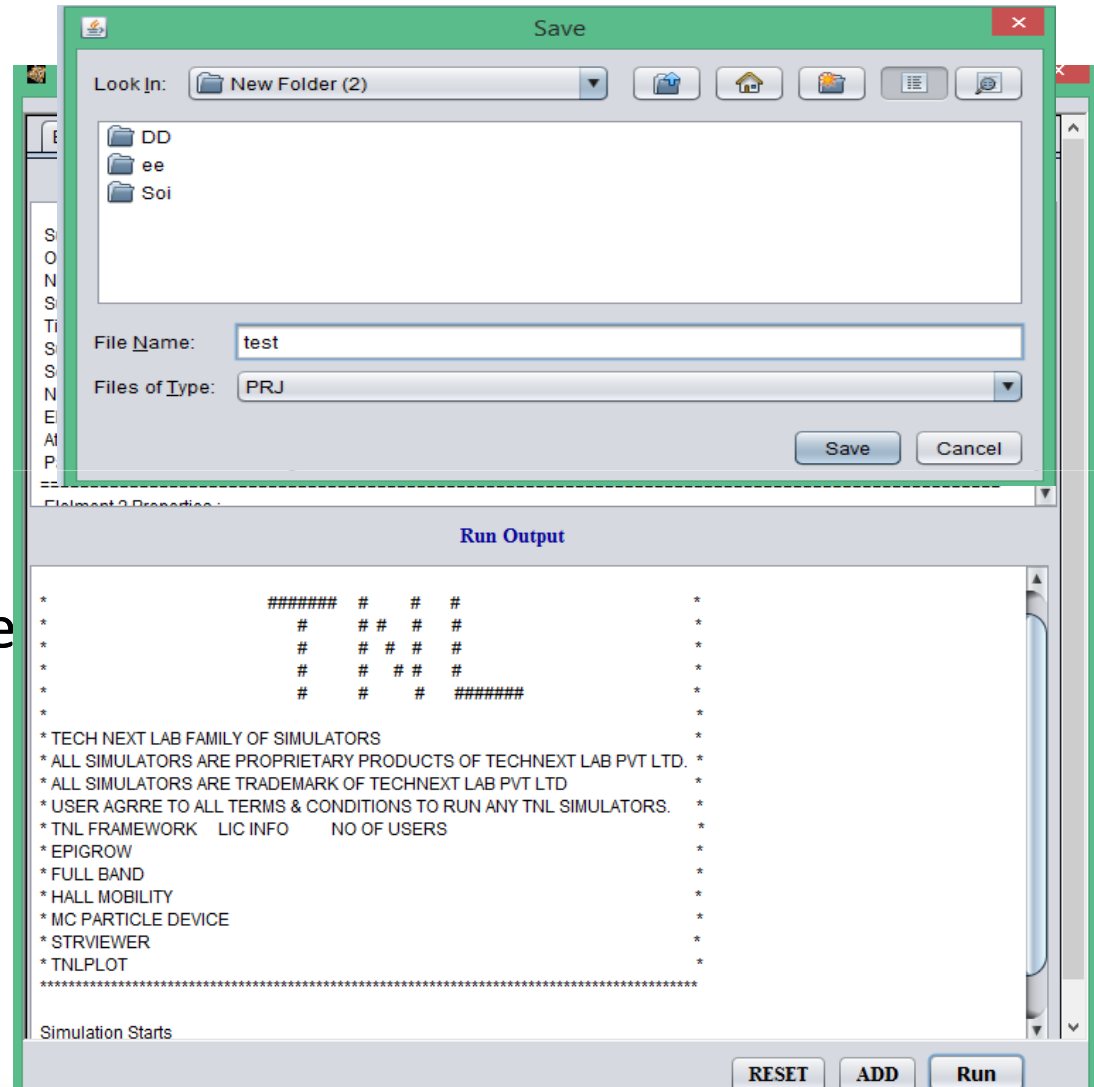 Save
Look In: New Folder (2)
DD
ee
Soi
File Name: test
Files of Type: PRJ
Save Cancel
Run Output
* ####### # # # *
* # # # # # *
* # # # # # *
* # # # # # *
* # # # ####### *
* *
* TECH NEXT LAB FAMILY OF SIMULATORS *
* ALL SIMULATORS ARE PROPRIETARY PRODUCTS OF TECHNEXT LAB PVT LTD. *
* ALL SIMULATORS ARE TRADEMARK OF TECHNEXT LAB PVT LTD *
* USER AGRRE TO ALL TERMS & CONDITIONS TO RUN ANY TNL SIMULATORS. *
* TNL FRAMEWORK LIC INFO NO OF USERS *
* EPIGROW *
* FULL BAND *
* HALL MOBILITY *
* MC PARTICLE DEVICE *
* STRVIEWER *
* TNLPLOT *
**********************************************************************************************
Simulation Starts
RESET ADD Run